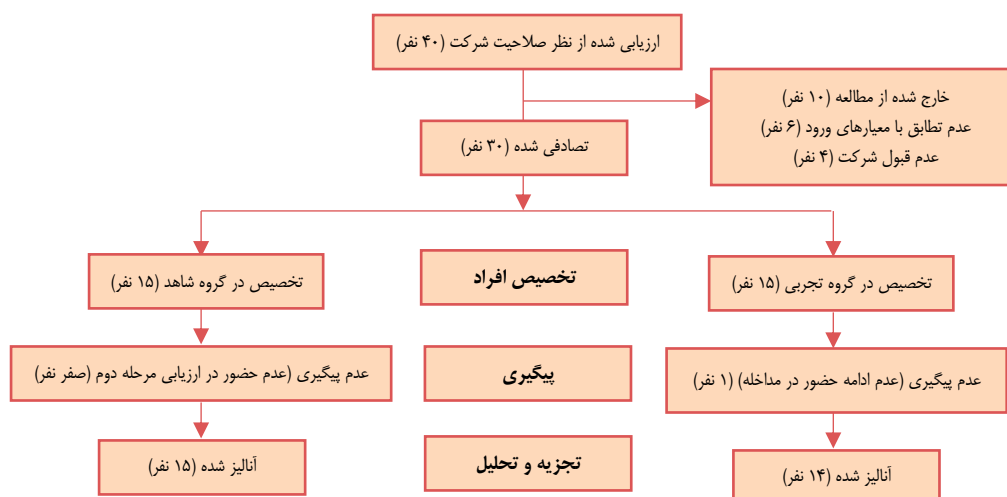 ارزیابی شده از نظر صلاحیت شرکت (۴۰ نفر)
خارج شده از مطالعه (۱۰ نفر)
عدم تطابق با معیارهای ورود (۶ نفر)
عدم قبول شرکت (۴ نفر)
تصادفی شده (۳۰ نفر)
تخصیص در گروه تجربی (۱۵ نفر)
تخصیص افراد
تخصیص در گروه شاهد (۱۵ نفر)
عدم پیگیری (عدم ادامه حضور در مداخله) (۱ نفر)
پیگیری
عدم پیگیری (عدم حضور در ارزیابی مرحله دوم (صفر نفر)
آنالیز شده (۱۴ نفر)
تجزیه و تحلیل
آنالیز شده (۱۵ نفر)